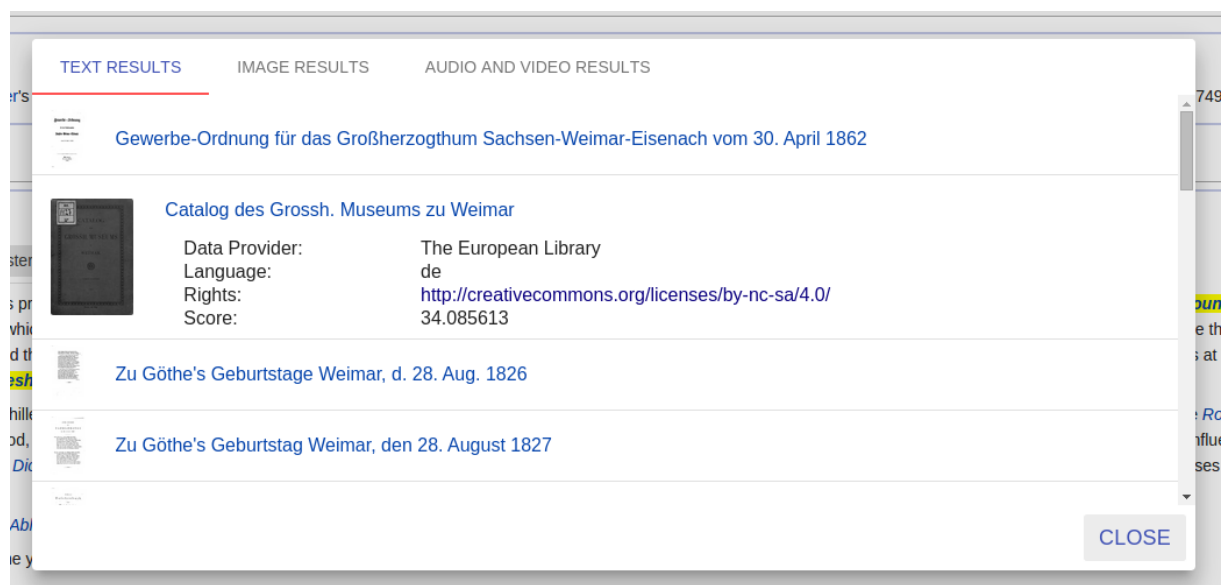 TEXT RESULTS IMAGE RESULTS AUDIO AND VIDEO RESULTS
er's
749
Gewerbe-Ordnung für das Großherzogthum Sachsen-Weimar-Eisenach vom 30. April 1862
Catalog des Grossh. Museums zu Weimar
Data Provider: The European Library
Language: de
Rights: http://creativecommons.org/licenses/by-nc-sa/4.0/
Score: 34.085613
Zu Göthe's Geburtstage Weimar, d. 28. Aug. 1826
Zu Göthe's Geburtstag Weimar, den 28. August 1827
CLOSE